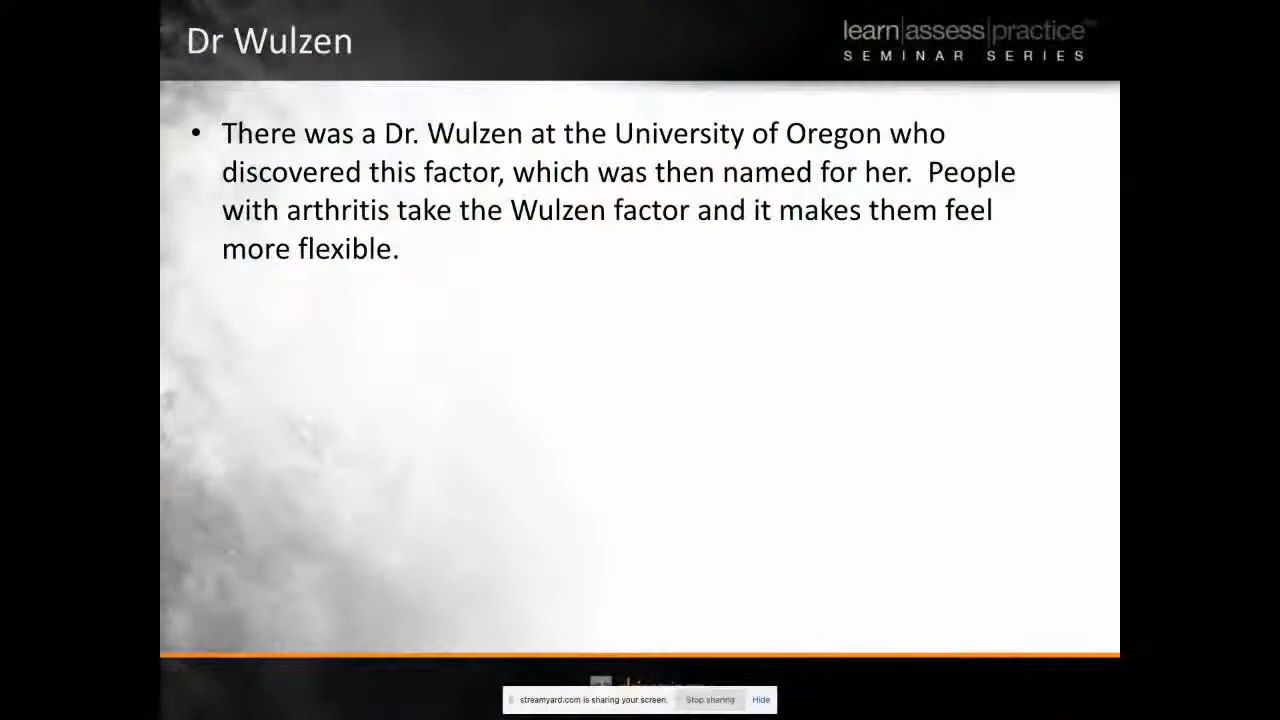 Dr Wulzen
learn|assess|practice™
SEMINAR SERIES
• There was a Dr. Wulzen at the University of Oregon who
discovered this factor, which was then named for her.  People
with arthritis take the Wulzen factor and it makes them feel
more flexible.
streamyard.com is sharing your screen.
Stop sharing
Hide